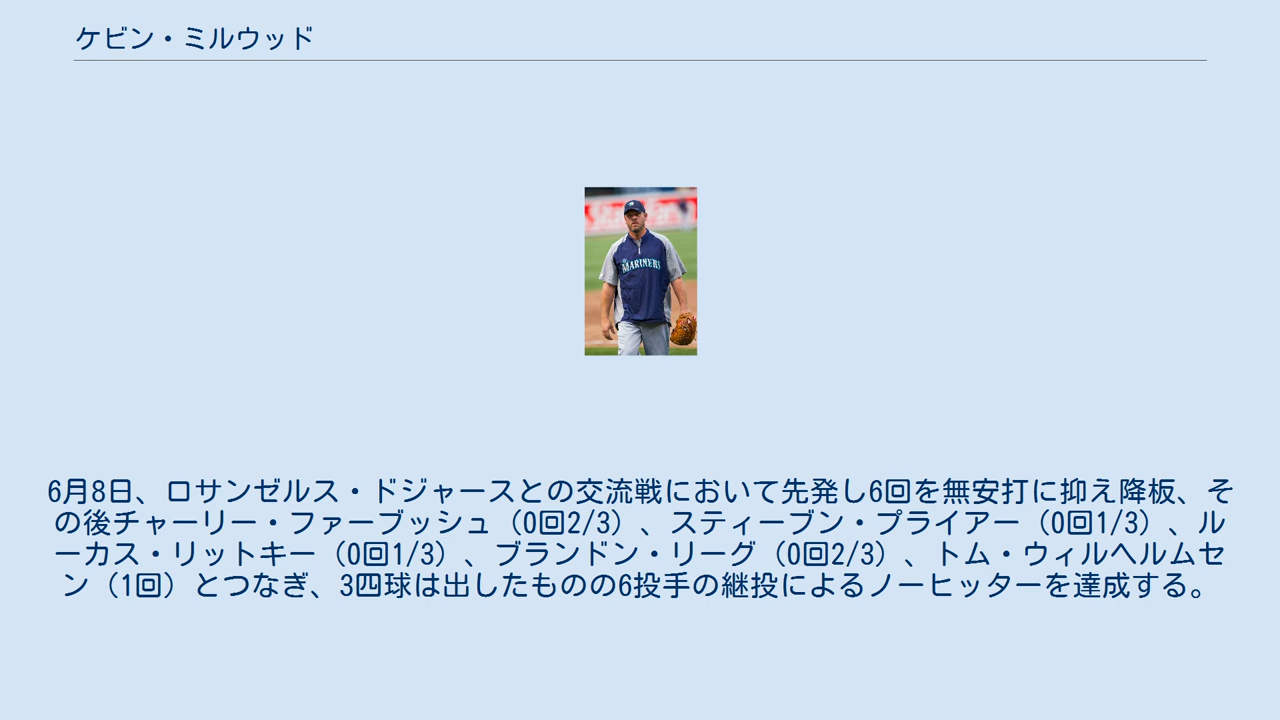 ケビン・ミルウッド
MARINERS
6月8日、ロサンゼルス・ドジャースとの交流戦において先発し6回を無安打に抑え降板、そ
の後チャーリー・ファーブッシュ（0回2/3）、スティーブン・プライアー（0回1/3）、ル
ーカス・リットキー（0回1/3）、ブランドン・リーグ（0回2/3）、トム・ウィルヘルムセ
ン（1回）とつなぎ、3四球は出したものの6投手の継投によるノーヒッターを達成する。